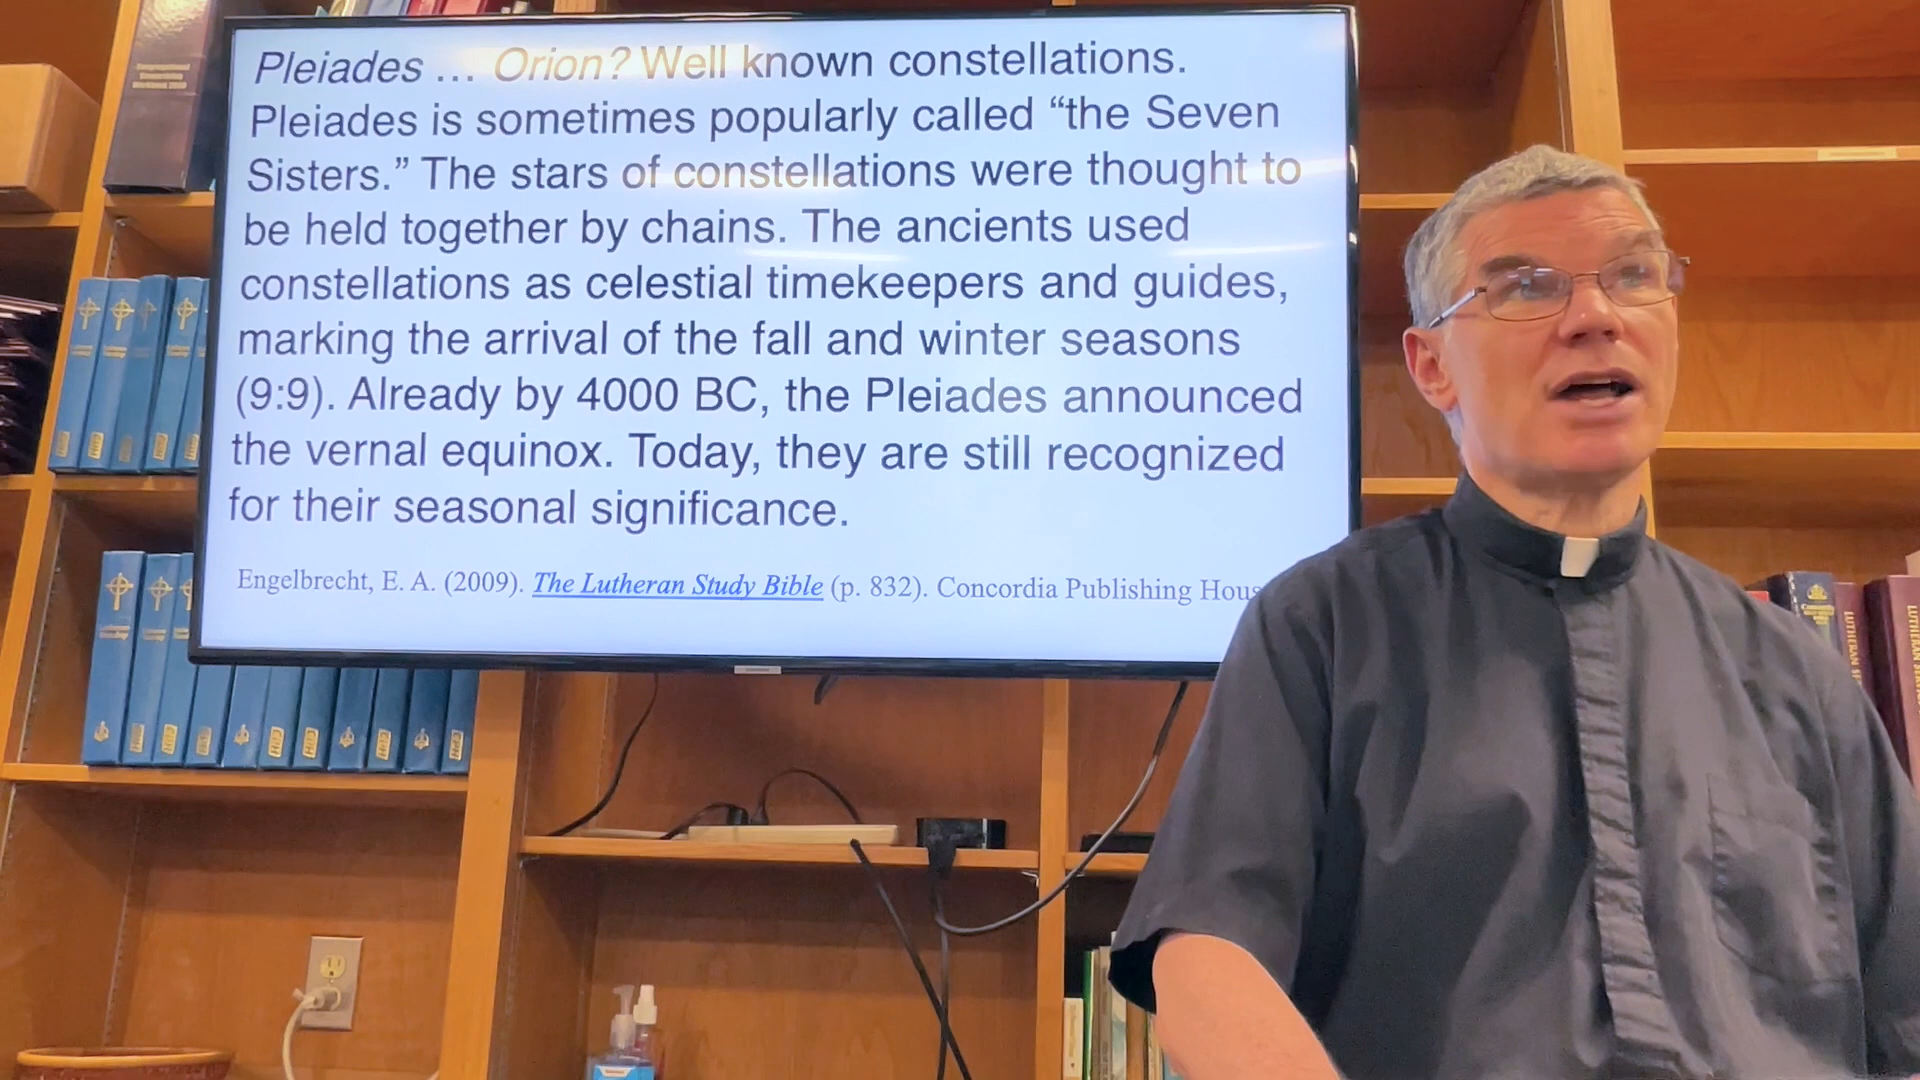 Pleiades ... Orion? Well known constellations.
Pleiades is sometimes popularly called “the Seven
Sisters.” The stars of constellations were thought to
be held together by chains. The ancients used
constellations as celestial timekeepers and guides,
marking the arrival of the fall and winter seasons
(9:9). Already by 4000 BC, the Pleiades announced
the vernal equinox. Today, they are still recognized
for their seasonal significance.
Engelbrecht, E. A. (2009). The Lutheran Study Bible (p. 832). Concordia Publishing Hous